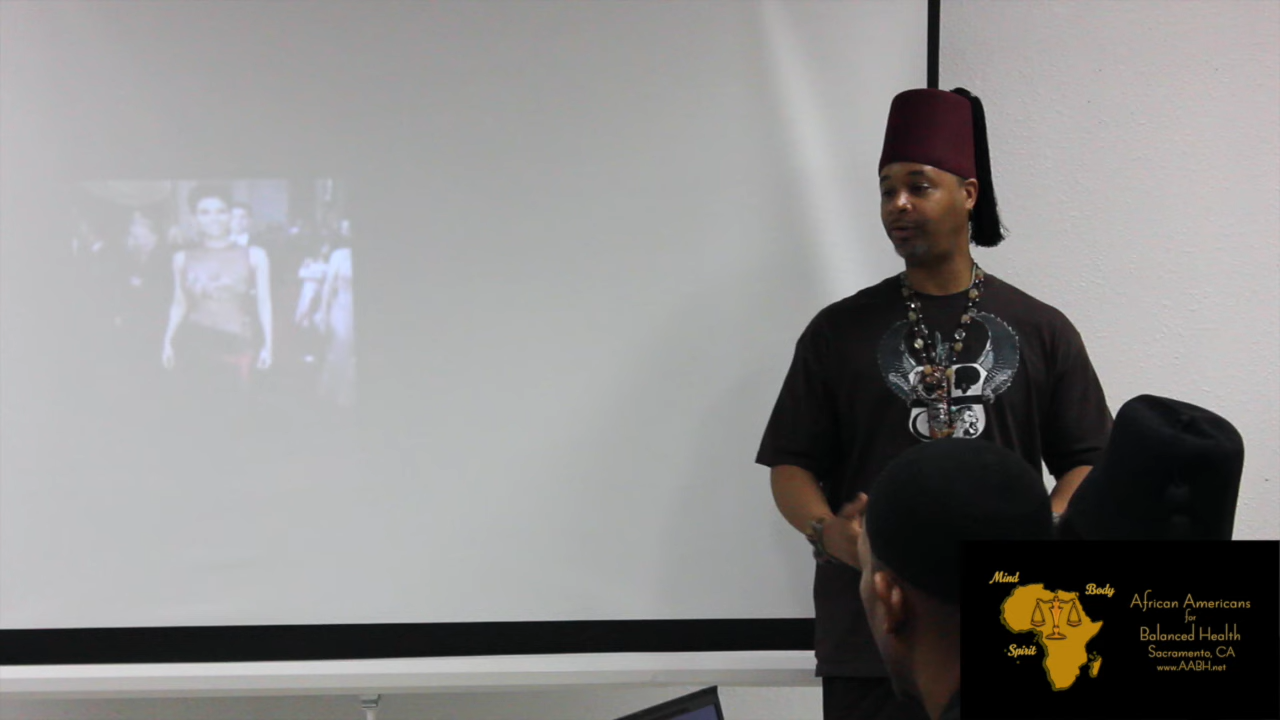 Mind
Body
Spirit
African Americans
for
Balanced Health
Sacramento, CA
www.AABH.net